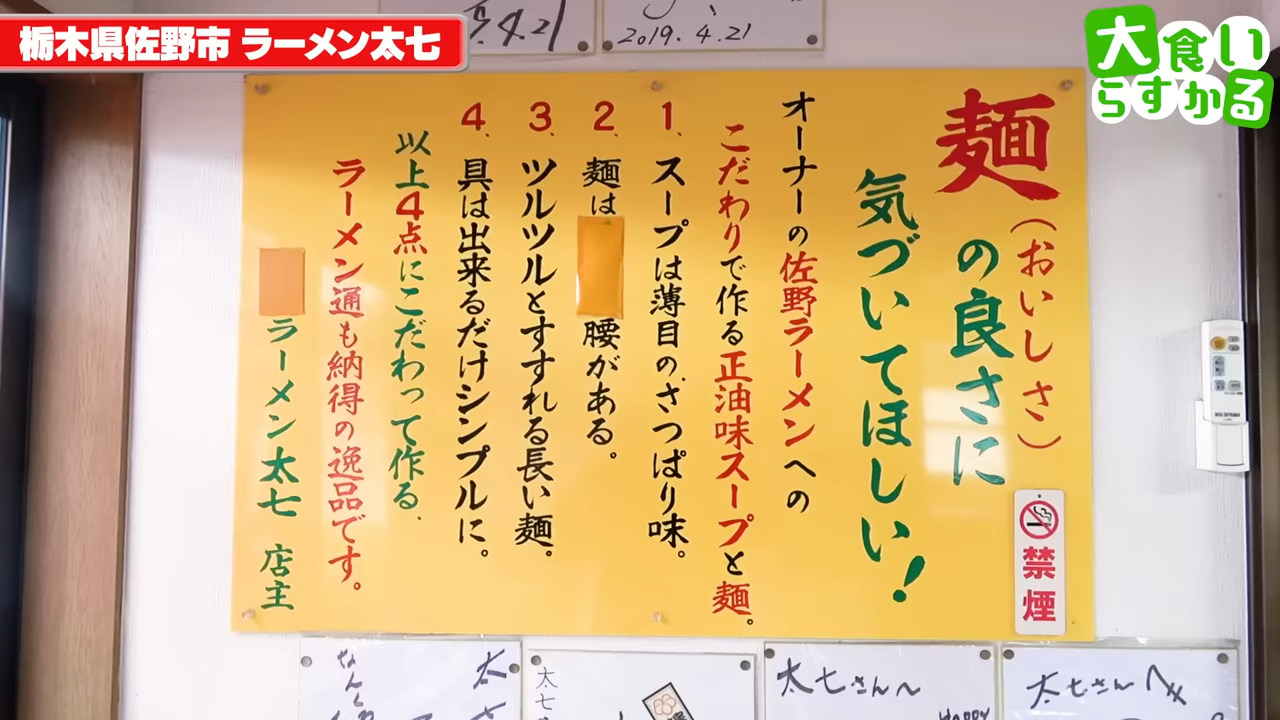 栃木県佐野市 ラーメン太七
大食い
らすかる
2019.4.21
麺(おいしさ)
の良さに
気づいてほしい!
オーナーの佐野ラーメンへの
こだわりで作る正油味スープと麺。
1. スープは薄目のさっぱり味。
2. 麺は 腰がある。
3. ツルツルとすすれる長い麺。
4. 具は出来るだけシンプルに。
以上4点にこだわって作る.
ラーメン通も納得の逸品です。
ラーメン太七 店主
禁煙
太七さんへ
Happy
太七さんへ